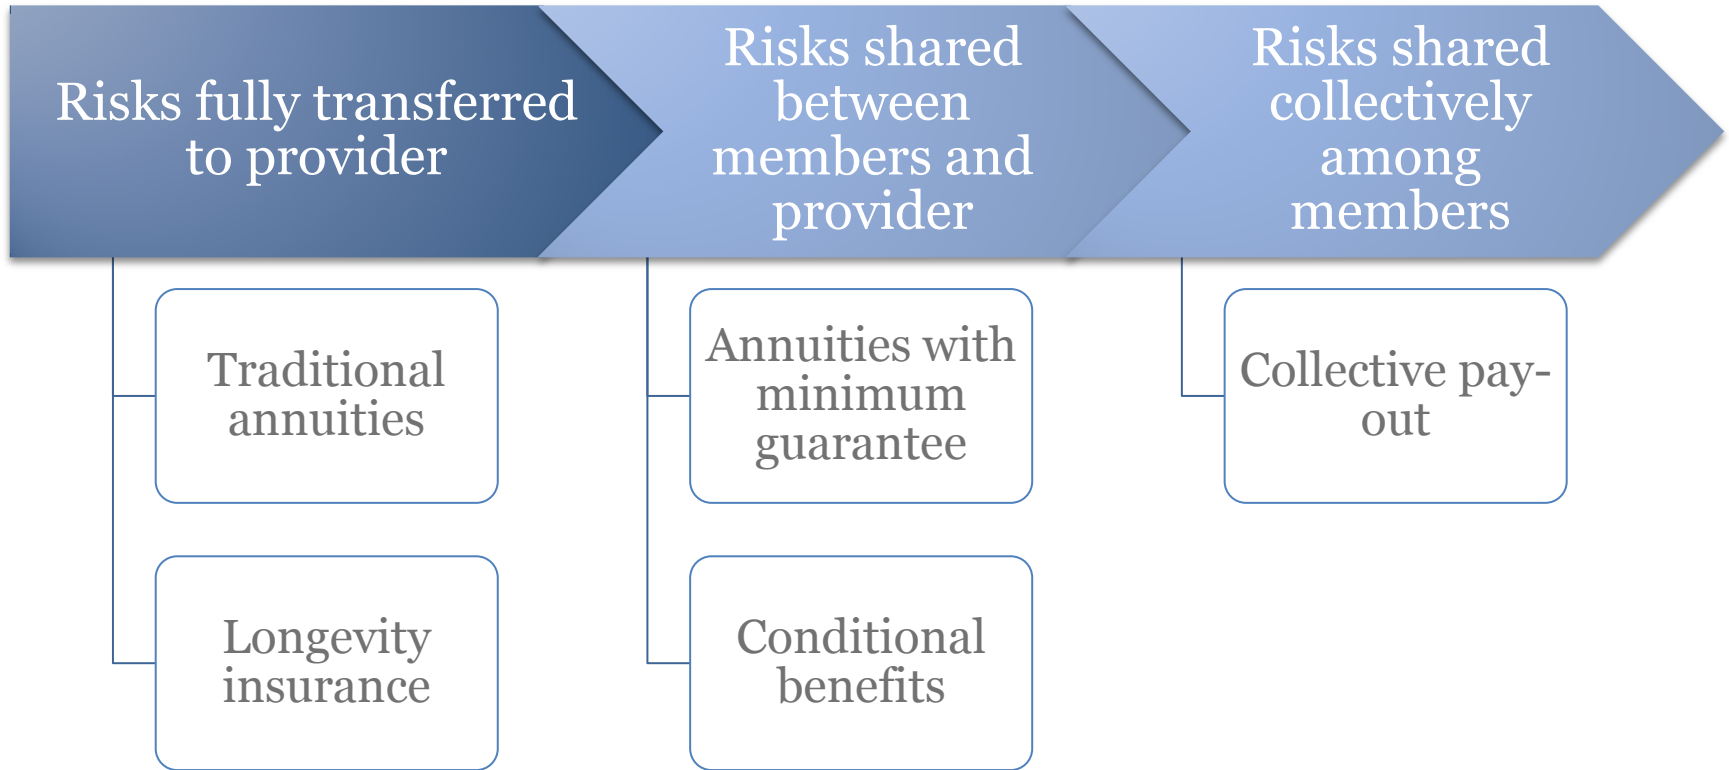 Risks fully transferred
to provider
Risks shared
between
members and
provider
Risks shared
collectively
among
members
Traditional
annuities
Longevity
insurance
Annuities with
minimum
guarantee
Conditional
benefits
Collective pay-
out